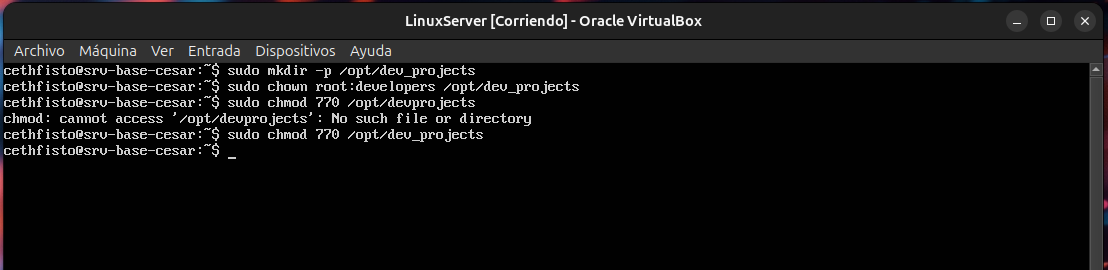 LinuxServer [Corriendo] - Oracle VirtualBox
Archivo Máquina Ver Entrada Dispositivos Ayuda
cethfisto@srv-base-cesar:~$ sudo mkdir -p /opt/dev_projects
cethfisto@srv-base-cesar:~$ sudo chown root:developers /opt/dev_projects
cethfisto@srv-base-cesar:~$ sudo chmod 770 /opt/devprojects
chmod: cannot access '/opt/devprojects': No such file or directory
cethfisto@srv-base-cesar:~$ sudo chmod 770 /opt/dev_projects
cethfisto@srv-base-cesar:~$ _